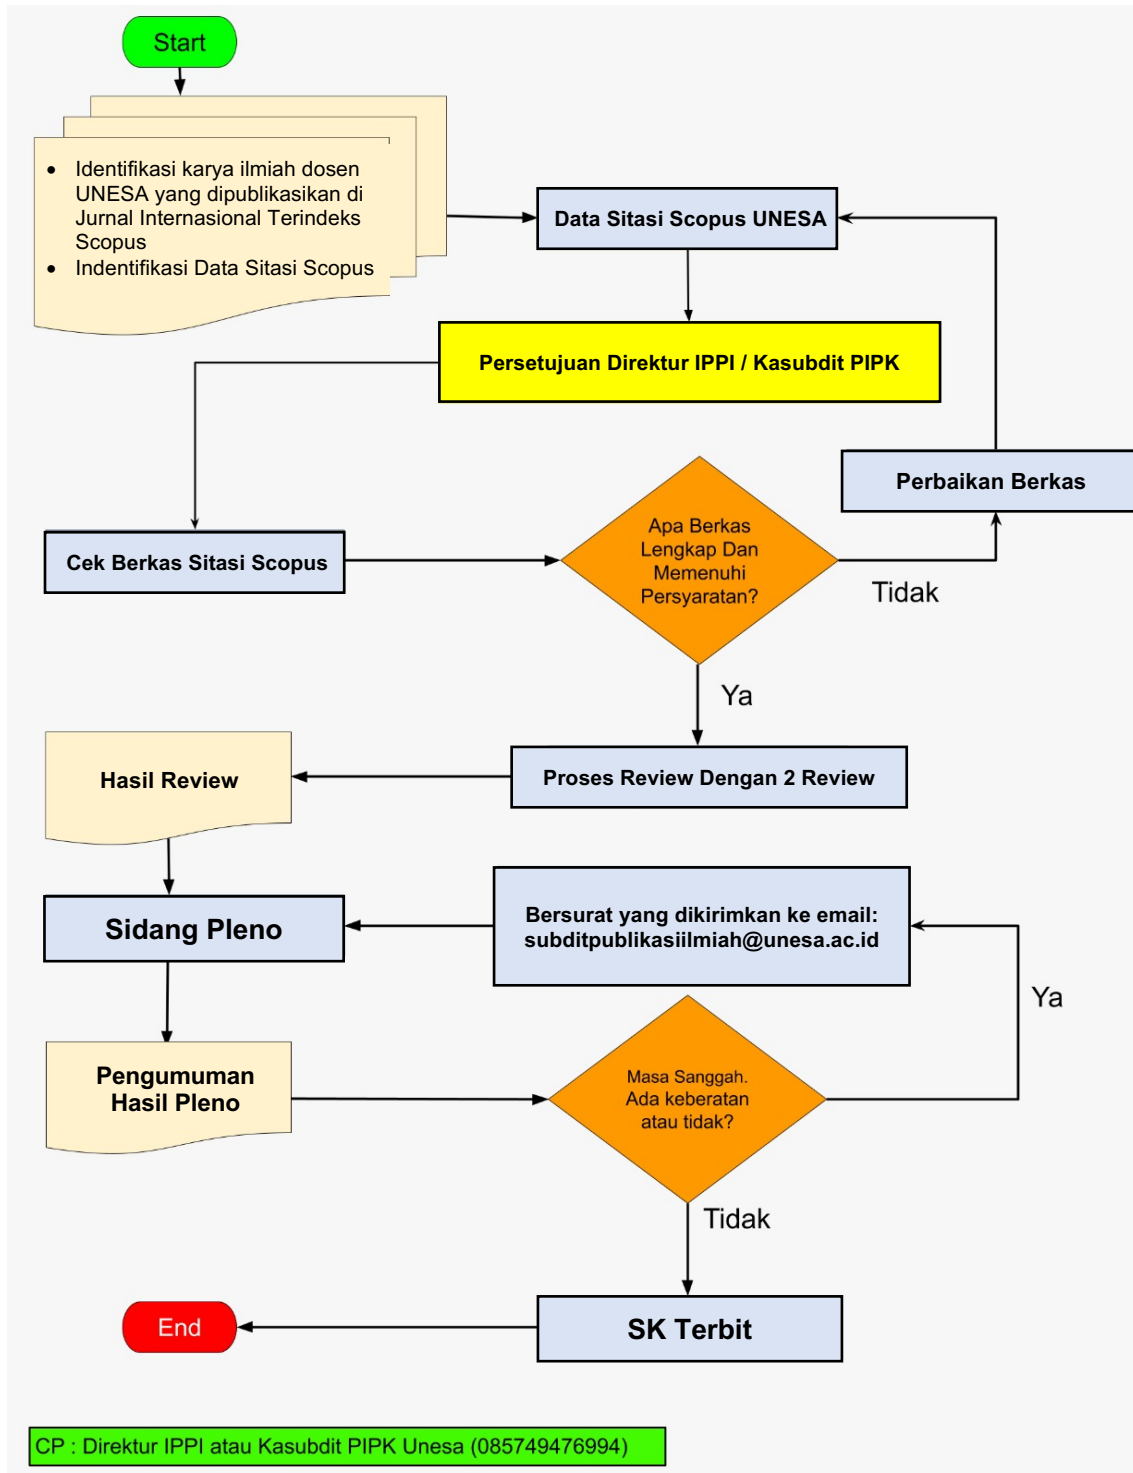 Start
• Identifikasi karya ilmiah dosen
UNESA yang dipublikasikan di
Jurnal Internasional Terindeks
Scopus
• Indentifikasi Data Sitasi Scopus
Data Sitasi Scopus UNESA
Persetujuan Direktur IPPI / Kasubdit PIPK
Perbaikan Berkas
Cek Berkas Sitasi Scopus
Apa Berkas
Lengkap Dan
Memenuhi
Persyaratan?
Tidak
Ya
Proses Review Dengan 2 Review
Hasil Review
Sidang Pleno
Bersurat yang dikirimkan ke email:
subditpublikasiilmiah@unesa.ac.id
Ya
Pengumuman
Hasil Pleno
Masa Sanggah.
Ada keberatan
atau tidak?
Tidak
SK Terbit
End
CP : Direktur IPPI atau Kasubdit PIPK Unesa (085749476994)